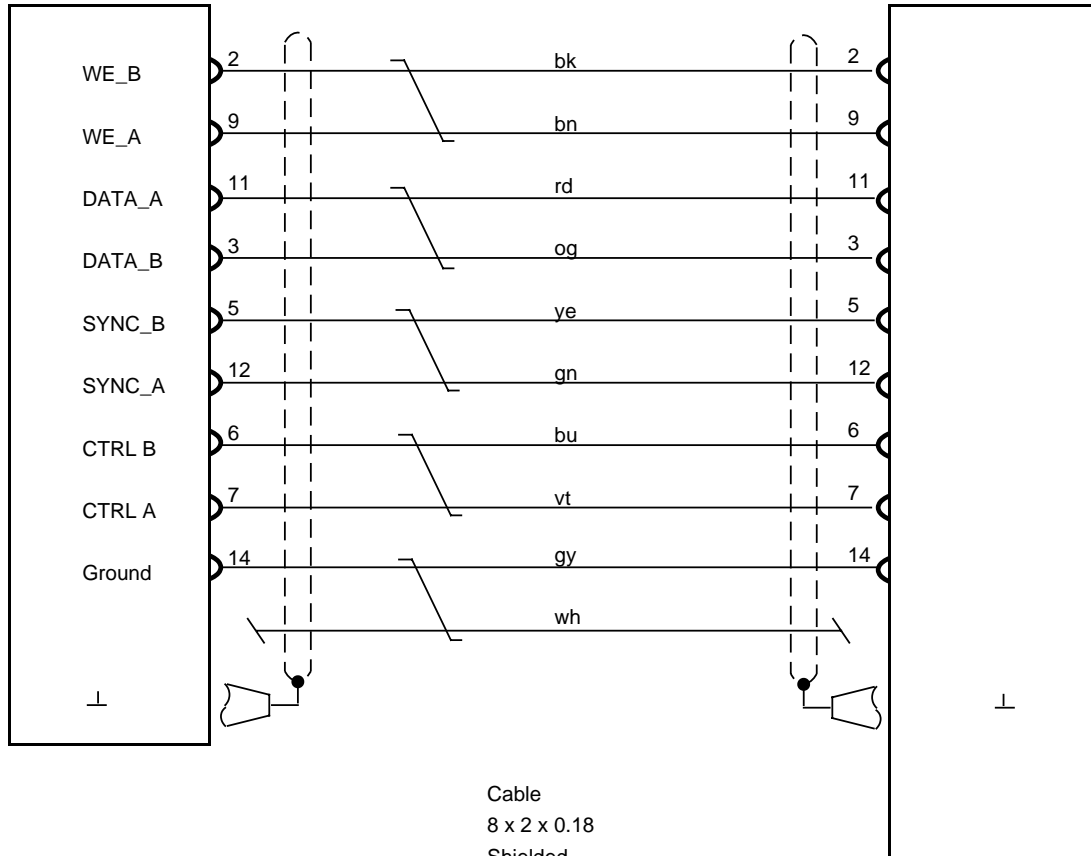 WE_B 2 bk 2
WE_A 9 bn 9
DATA_A 11 rd 11
DATA_B 3 og 3
SYNC_B 5 ye 5
SYNC_A 12 gn 12
CTRL B 6 bu 6
CTRL A 7 vt 7
Ground 14 gy 14
wh
Cable
8 x 2 x 0.18
Shielded